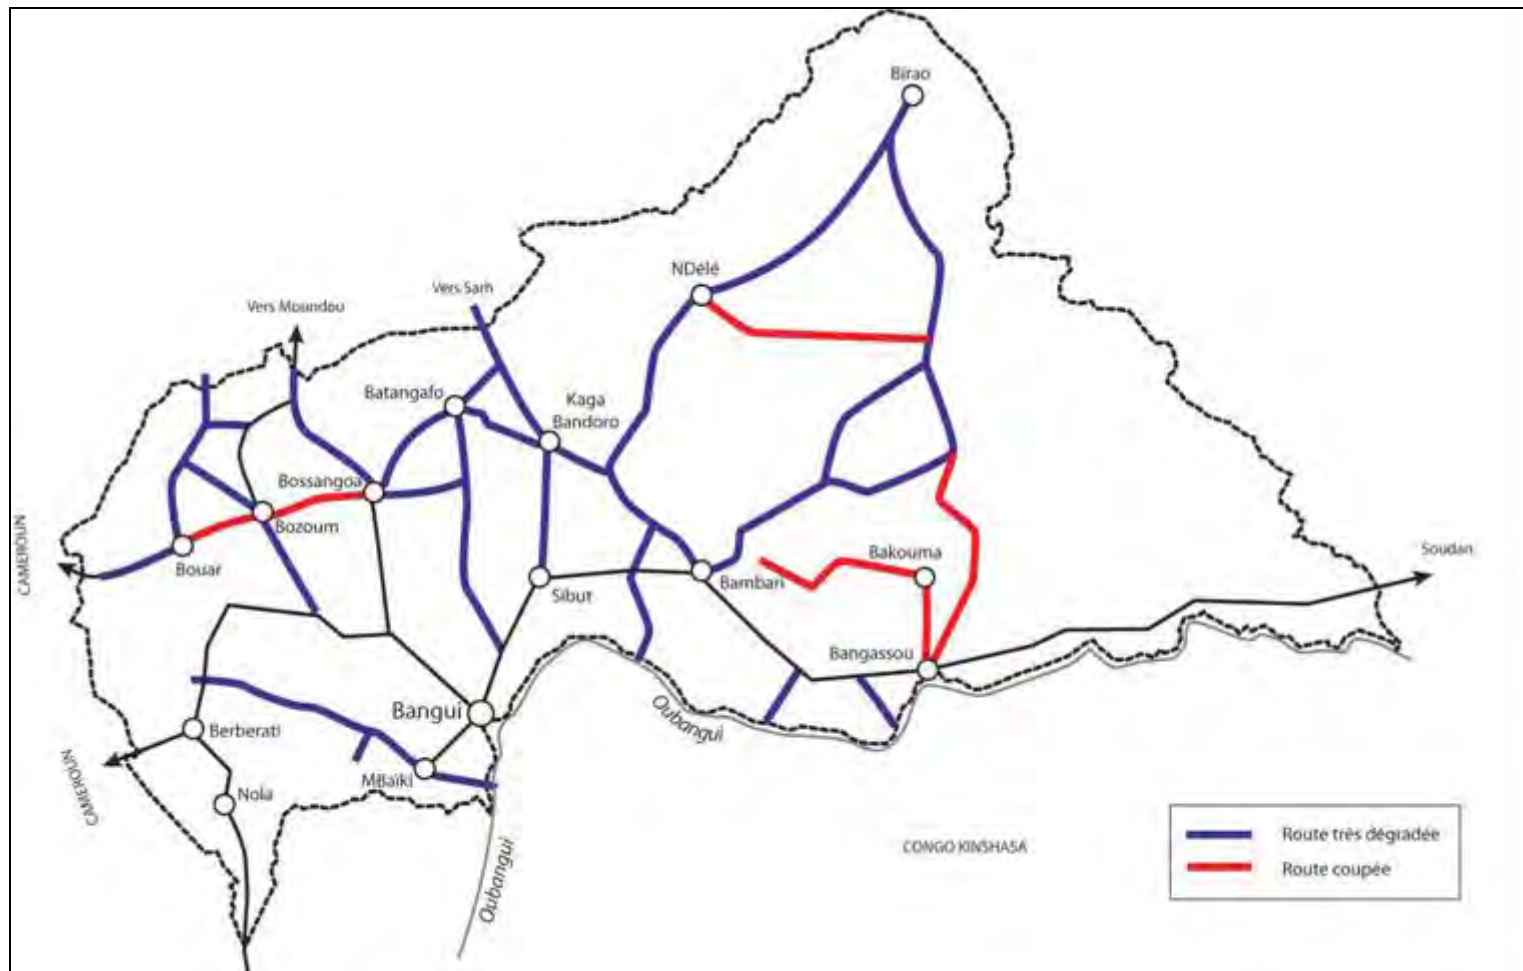 Birao
NDélé
Vers Sarh
Vers Moundou
Batangafo
Kaga
Bandoro
Bossangoa
Bozoum
CAMEROUN
Bouar
Sibut
Bambari
Bakouma
Soudan
Bangassou
Bangui
Oubangui
Berberati
CAMEROUN
MBaïki
Nola
Oubangui
CONGO KINSHASA
Route très dégradée
Route coupée